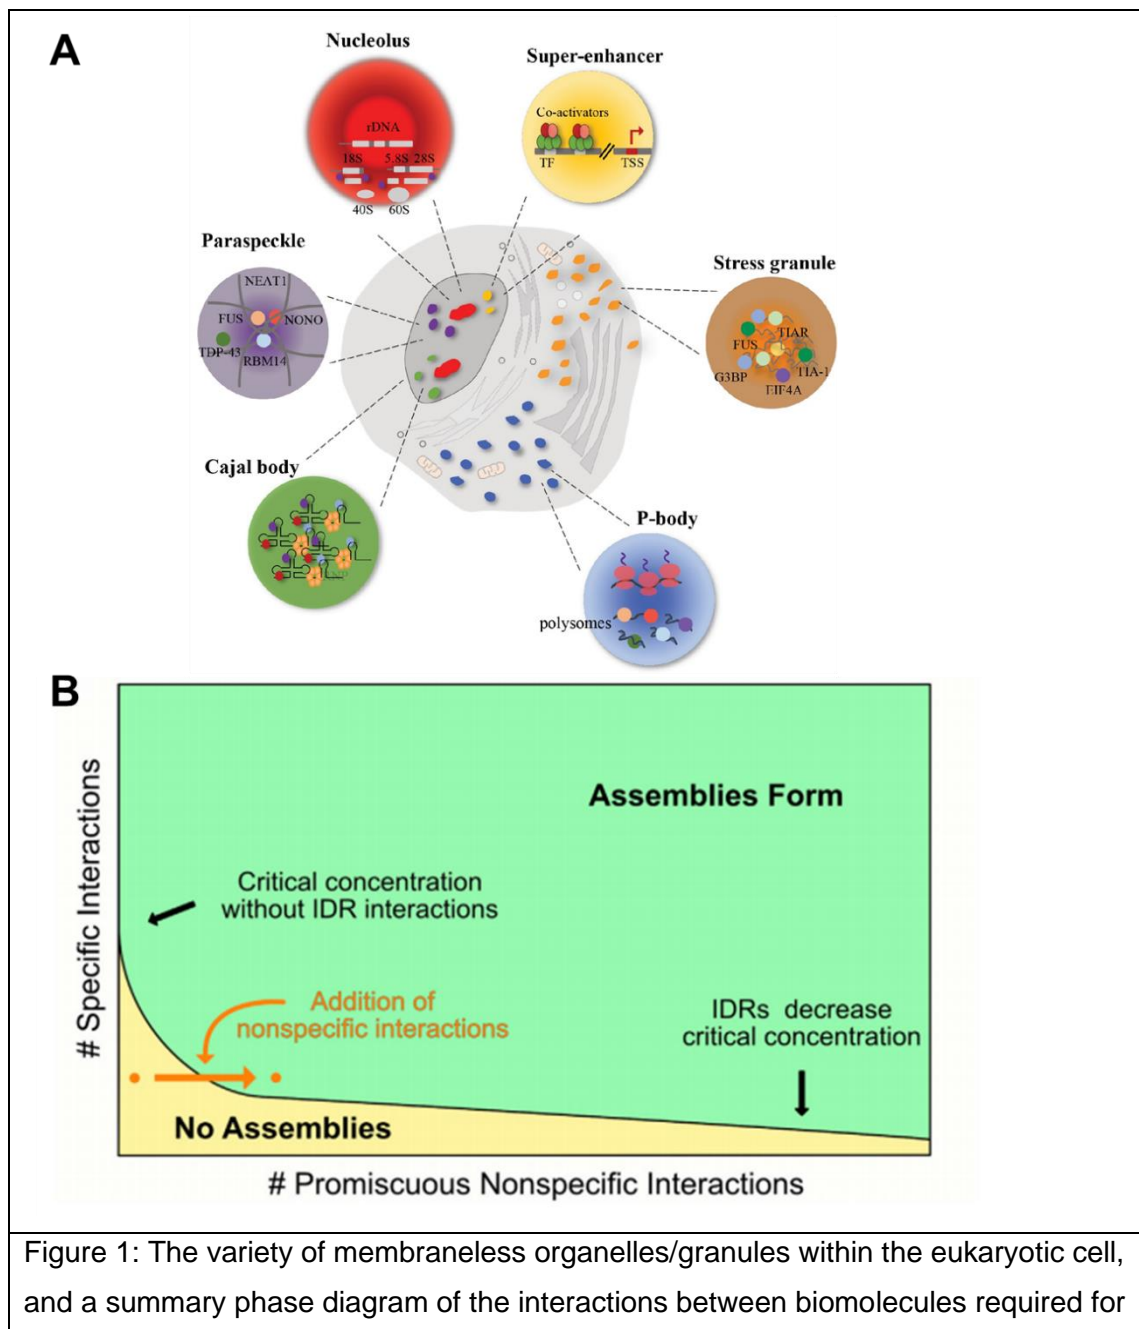 A
Nucleolus
rDNA
18S 5.8S 28S
40S 60S
Super-enhancer
Co-activators
TF TSS
Paraspeckle
NEAT1
FUS NONO
TDP-43
RBM14
Stress granule
TIAR
FUS
TIA-1
G3BP
EIF4A
Cajal body
P-body
polysomes
B
# Specific Interactions
Assemblies Form
Critical concentration
without IDR interactions
Addition of
nonspecific interactions
IDRs decrease
critical concentration
No Assemblies
# Promiscuous Nonspecific Interactions
Figure 1: The variety of membraneless organelles/granules within the eukaryotic cell,
and a summary phase diagram of the interactions between biomolecules required for